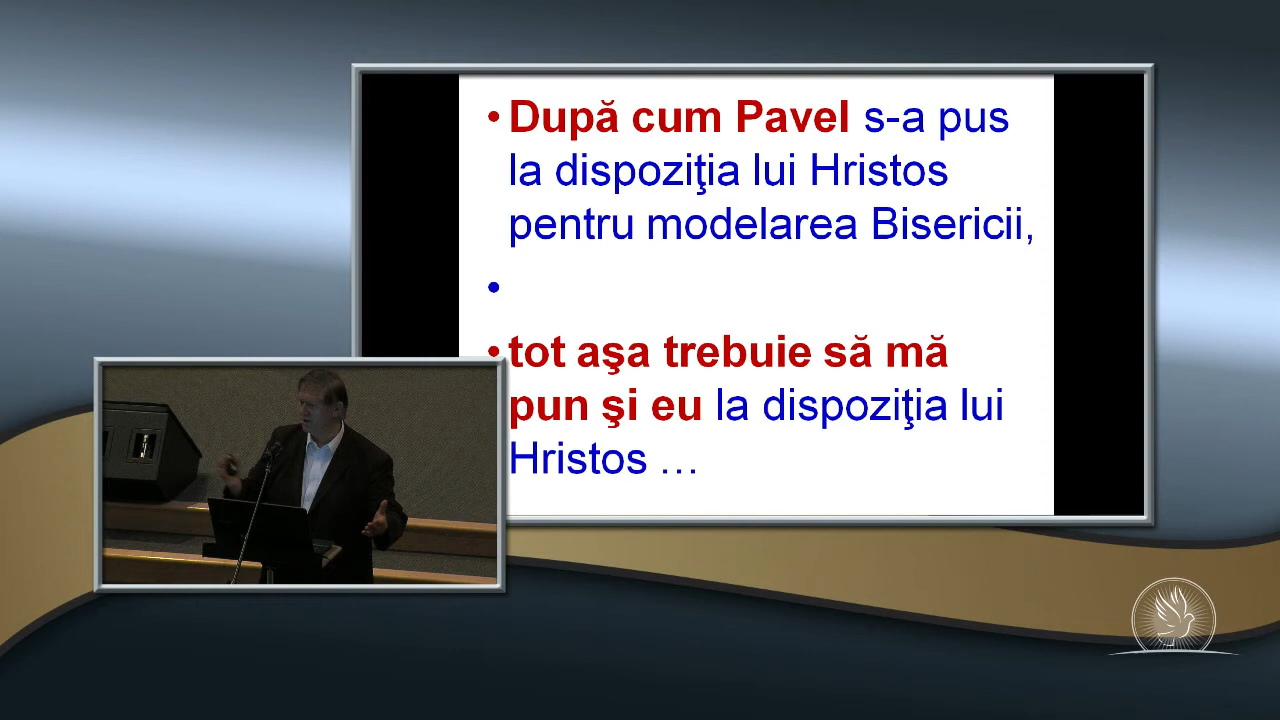 • După cum Pavel s-a pus
la dispoziţia lui Hristos
pentru modelarea Bisericii,
•
• tot aşa trebuie să mă
pun şi eu la dispoziţia lui
Hristos …